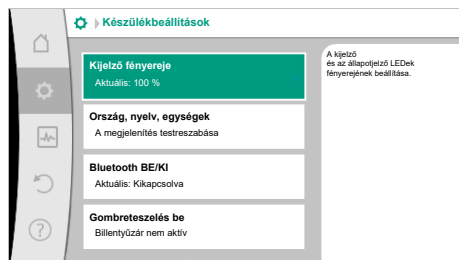 Készülékbeállítások
Kijelző fényereje
Aktuális: 100 %
Ország, nyelv, egységek
A megjelenítés testreszabása
Bluetooth BE/KI
Aktuális: Kikapcsolva
Gombreteszelés be
Billentyűzár nem aktív
A kijelző
és az állapotjelző LEDek
fényerejének beállítása.